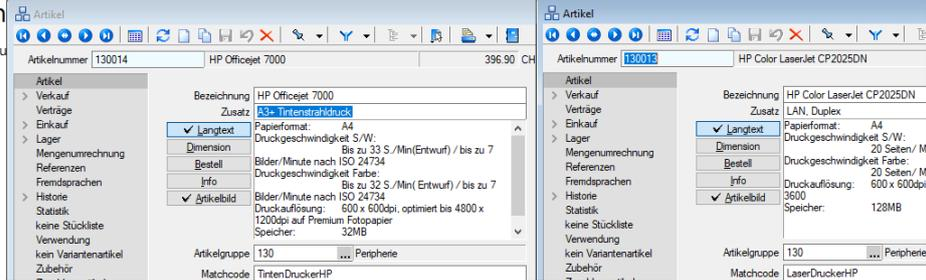 Artikel
Artikelnummer 130014 HP Officejet 7000 396.90 CH
Artikel
Verkauf
Verträge
Einkauf
Lager
Mengenumrechnung
Referenzen
Fremdsprachen
Historie
Statistik
keine Stückliste
Verwendung
kein Variantenartikel
Zubehör
Bezeichnung HP Officejet 7000
Zusatz A3+ Tintenstrahldruck
Langtext
Dimension
Bestell
Info
Artikelbild
Papierformat: A4
Druckgeschwindigkeit S/W:
Bis zu 33 S./Min(Entwurf) / bis zu 7
Bilder/Minute nach ISO 24734
Druckgeschwindigkeit Farbe:
Bis zu 32 S./Min( Entwurf) / bis zu 7
Bilder/Minute nach ISO 24734
Druckauflösung: 600 x 600dpi, optimiert bis 4800 x
1200dpi auf Premium Fotopapier
Speicher: 32MB
Artikelgruppe 130 ... Peripherie
Matchcode TintenDruckerHP
Artikel
Artikelnummer 130013 HP Color LaserJet CP2025DN
Artikel
Verkauf
Verträge
Einkauf
Lager
Mengenumrechnung
Referenzen
Fremdsprachen
Historie
Statistik
keine Stückliste
Verwendung
kein Variantenartikel
Zubehör
Bezeichnung HP Color LaserJet CP2025DN
Zusatz LAN, Duplex
Langtext
Dimension
Bestell
Info
Artikelbild
Papierformat: A4
Druckgeschwindigkeit S/W:
20 Seiten/ M
Druckgeschwindigkeit Farbe:
20 Seiten/ M
Druckauflösung: 600 x 600dpi
3600
Speicher: 128MB
Artikelgruppe 130 ... Peripherie
Matchcode LaserDruckerHP